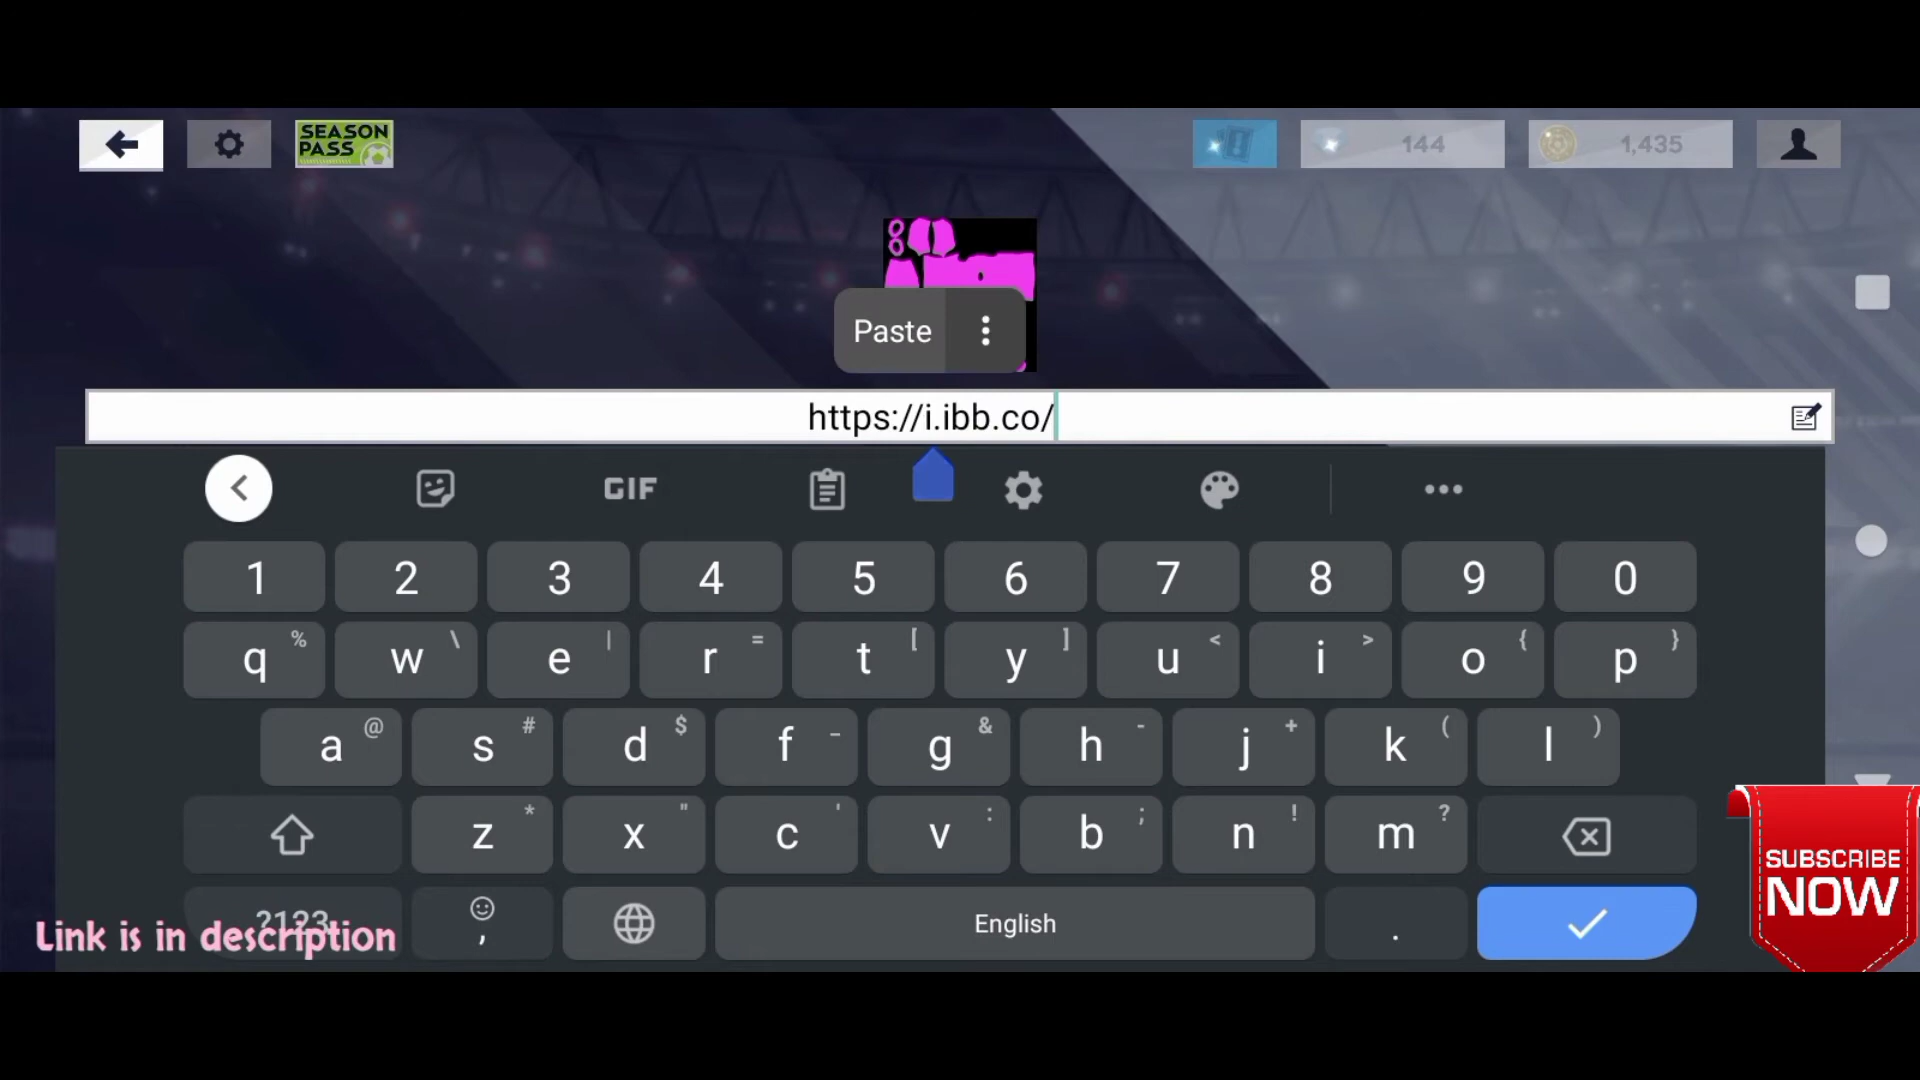 SEASON
PASS
144
1,435
Paste
https://i.ibb.co/
GIF
1 2 3 4 5 6 7 8 9 0
q % w \ e | r = t [ y ] u < i > o { p }
a @ s # d $ f _ g & h - j + k ( l )
z * x " c ' v : b ; n ! m ?
?123 , English .
Link is in description
SUBSCRIBE
NOW